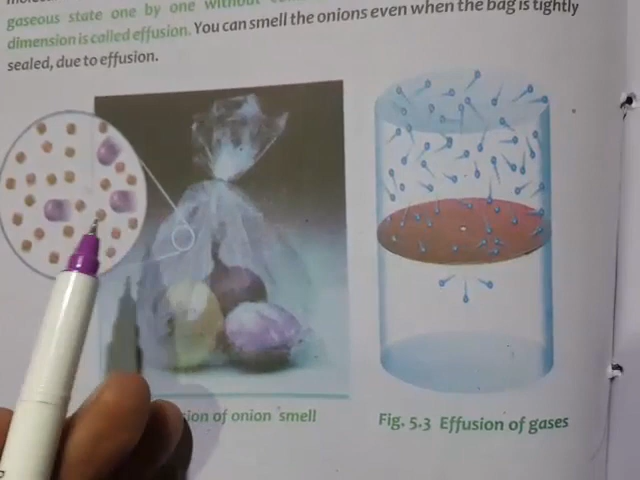 gaseous state one by one without
dimension is called effusion. You can smell the onions even when the bag is tightly
sealed, due to effusion.
ion of onion smell
Fig. 5.3 Effusion of gases